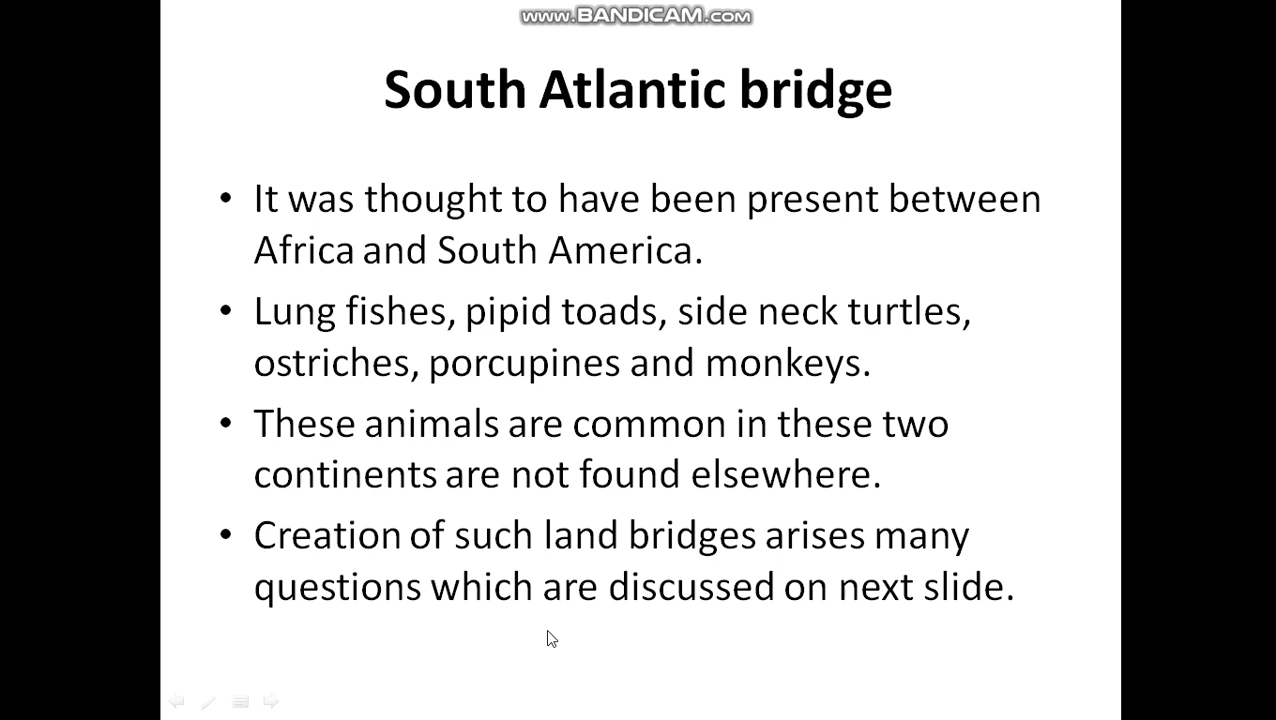 www.BANDICAM.com
South Atlantic bridge
• It was thought to have been present between
Africa and South America.
• Lung fishes, pipid toads, side neck turtles,
ostriches, porcupines and monkeys.
• These animals are common in these two
continents are not found elsewhere.
• Creation of such land bridges arises many
questions which are discussed on next slide.